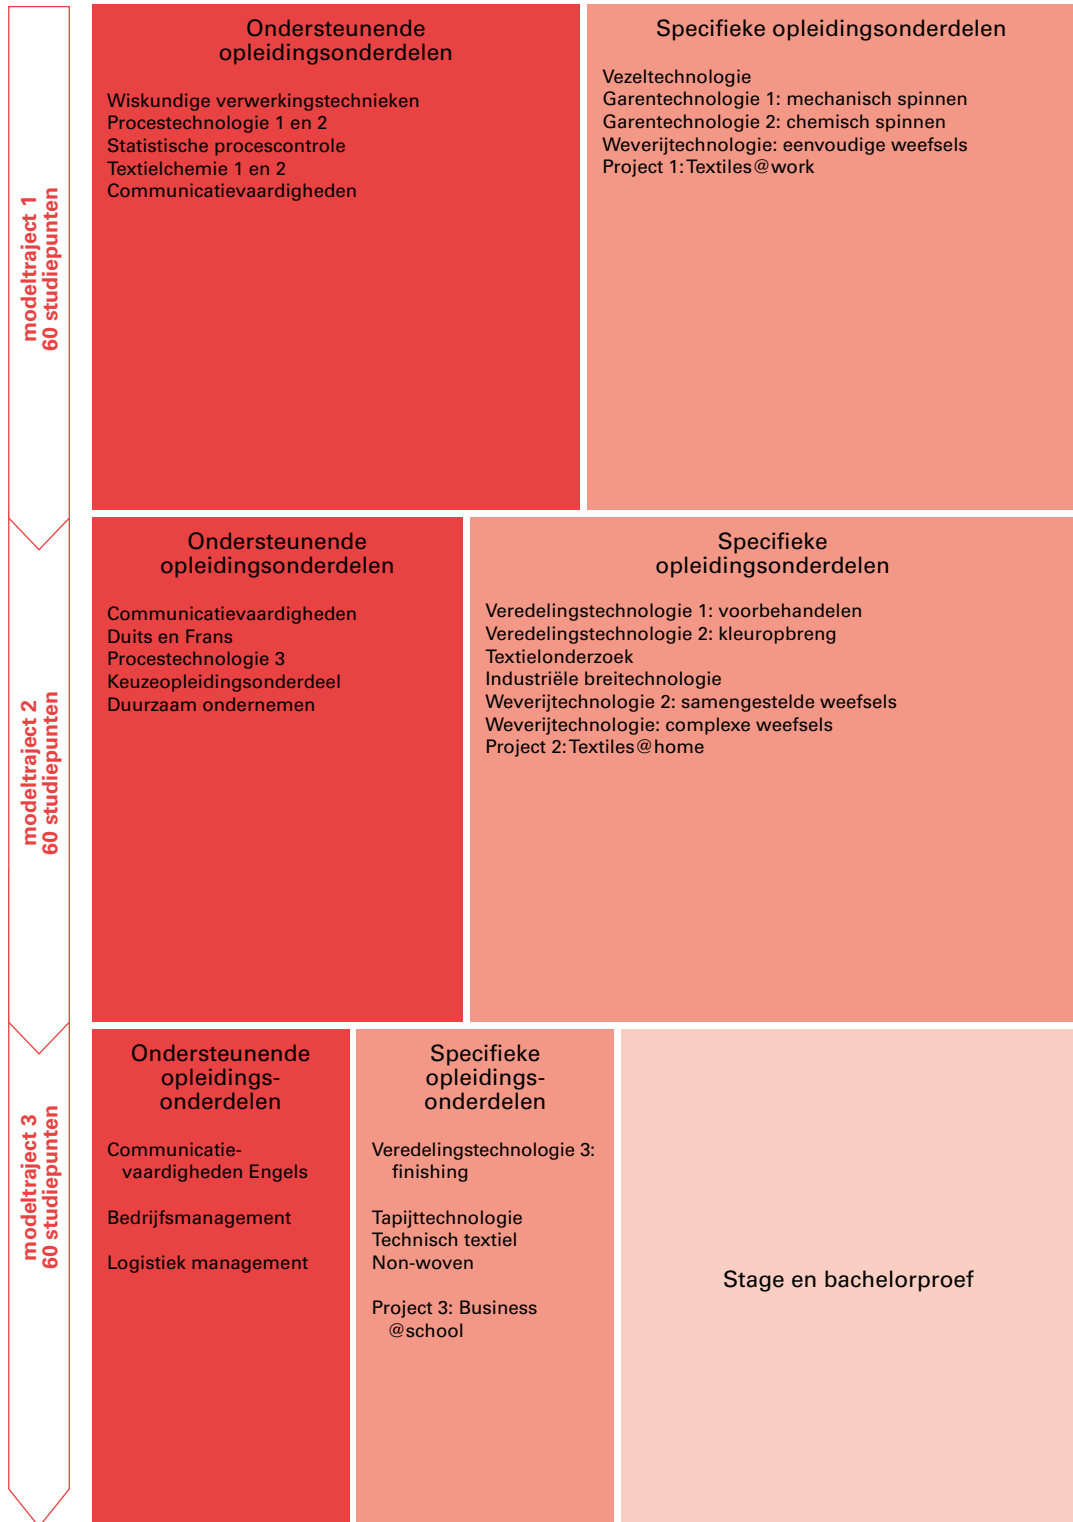 modeltraject 1
60 studiepunten
Ondersteunende
opleidingsonderdelen
Wiskundige verwerkingstechnieken
Procestechnologie 1 en 2
Statistische procescontrole
Textielchemie 1 en 2
Communicatievaardigheden
Specifieke opleidingsonderdelen
Vezeltechnologie
Garentechnologie 1: mechanisch spinnen
Garentechnologie 2: chemisch spinnen
Weverijtechnologie: eenvoudige weefsels
Project 1: Textiles@work
modeltraject 2
60 studiepunten
Ondersteunende
opleidingsonderdelen
Communicatievaardigheden
Duits en Frans
Procestechnologie 3
Keuzeopleidingsonderdeel
Duurzaam ondernemen
Specifieke
opleidingsonderdelen
Veredelingstechnologie 1: voorbehandelen
Veredelingstechnologie 2: kleuropbreng
Textielonderzoek
Industriële breitechnologie
Weverijtechnologie 2: samengestelde weefsels
Weverijtechnologie: complexe weefsels
Project 2: Textiles@home
modeltraject 3
60 studiepunten
Ondersteunende
opleidings-
onderdelen
Communicatie-
vaardigheden Engels
Bedrijfsmanagement
Logistiek management
Specifieke
opleidings-
onderdelen
Veredelingstechnologie 3:
finishing
Tapijttechnologie
Technisch textiel
Non-woven
Project 3: Business
@school
Stage en bachelorproef